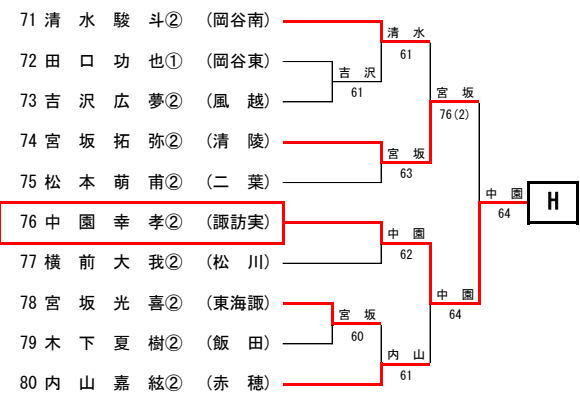 71 清 水 駿 斗② (岡谷南)
72 田 口 功 也① (岡谷東)
73 吉 沢 広 夢② (風 越)
74 宮 坂 拓 弥② (清 陵)
75 松 本 萌 甫② (二 葉)
76 中 園 幸 孝② (諏訪実)
77 横 前 大 我② (松 川)
78 宮 坂 光 喜② (東海諏)
79 木 下 夏 樹② (飯 田)
80 内 山 嘉 絃② (赤 穂)
吉 沢
61
宮 坂
60
清 水
61
宮 坂
63
中 園
62
内 山
61
宮 坂
76(2)
中 園
64
中 園
64
H